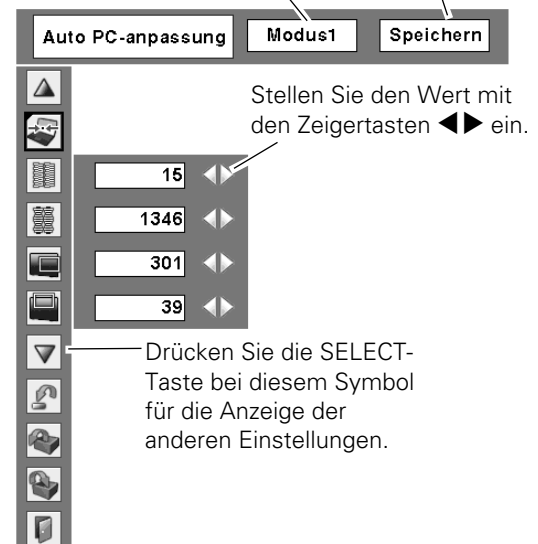 Auto PC-anpassung Modus1 Speichern
Stellen Sie den Wert mit
den Zeigertasten ◀▶ ein.
15
1346
301
39
Drücken Sie die SELECT-
Taste bei diesem Symbol
für die Anzeige der
anderen Einstellungen.